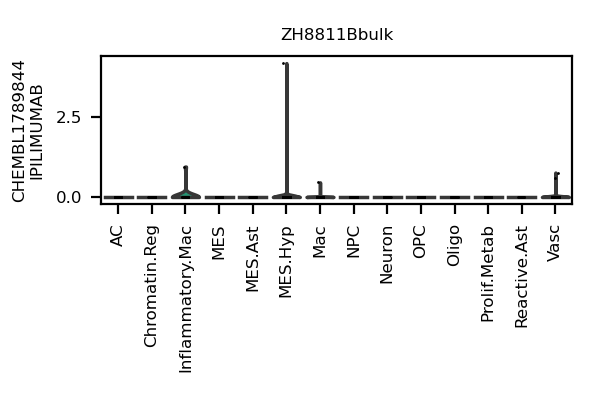 ZH8811Bbulk
CHEMBL1789844
IPILIMUMAB
2.5
0.0
AC
Chromatin.Reg
Inflammatory.Mac
MES
MES.Ast
MES.Hyp
Mac
NPC
Neuron
OPC
Oligo
Prolif.Metab
Reactive.Ast
Vasc